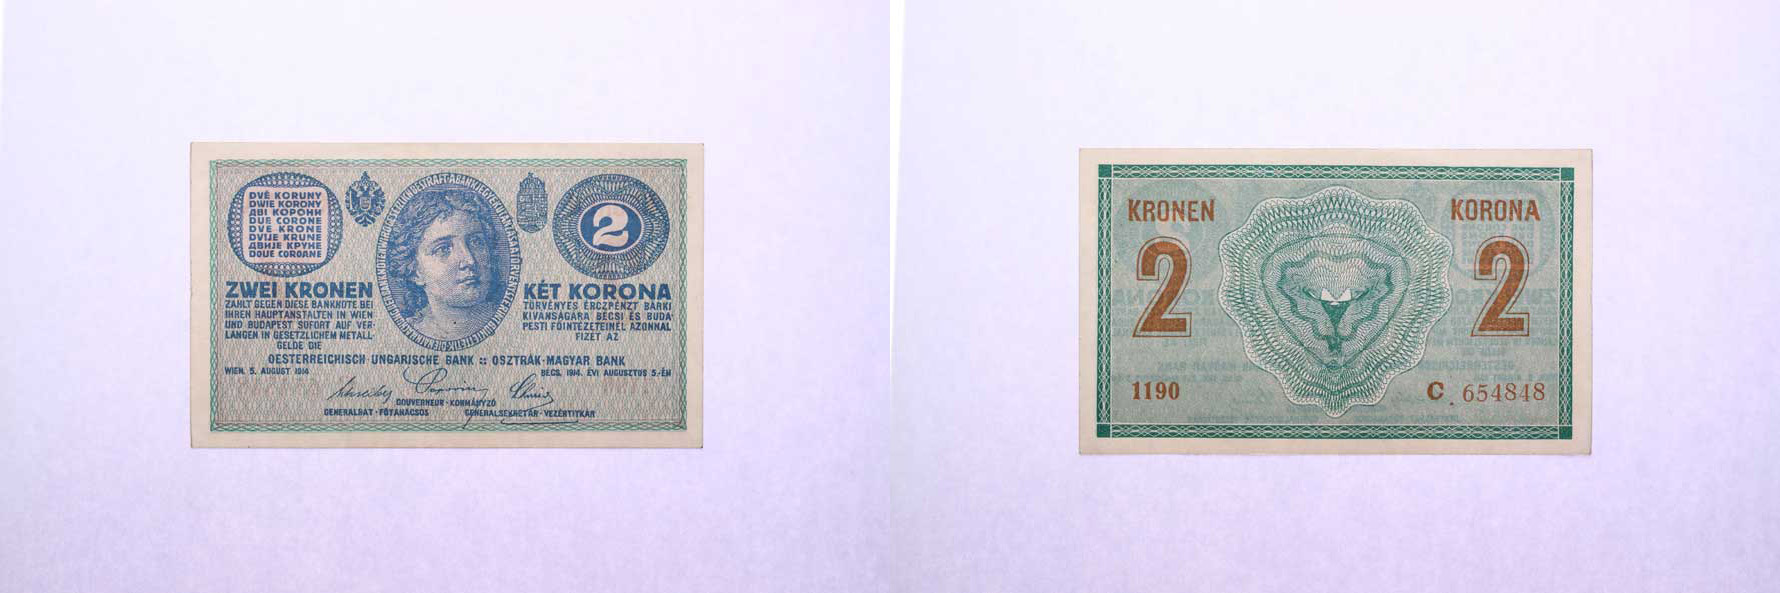 DVĚ KORUNY
DWIE KORONY
ДВІ КОРОНИ
DUE CORONE
DVE KRONE
DVIJE KRUNE
ДВИЈЕ КРУНЕ
DOUE COROANE
2
ZWEI KRONEN
ZAHLT GEGEN DIESE BANKNOTE BEI
IHREN HAUPTANSTALTEN IN WIEN
UND BUDAPEST SOFORT AUF VER-
LANGEN IN GESETZLICHEM METALL-
GELDE DIE
KÉT KORONA
TÖRVÉNYES ÉRCZPÉNZT BÁRKI
KIVÁNSÁGÁRA BÉCSI ÉS BUDA
PESTI FŐINTÉZETEINÉL AZONNAL
FIZET AZ
OESTERREICHISCH-UNGARISCHE BANK :: OSZTRÁK-MAGYAR BANK
WIEN, 5. AUGUST 1914
BÉCS, 1914. ÉVI AUGUSZTUS 5.-ÉN
GOUVERNEUR-KORMÁNYZÓ
GENERALRAT-FŐTANÁCSOS
GENERALSEKRETÄR-VEZÉRTITKÁR
KRONEN
KORONA
2
2
1190
C. 654848